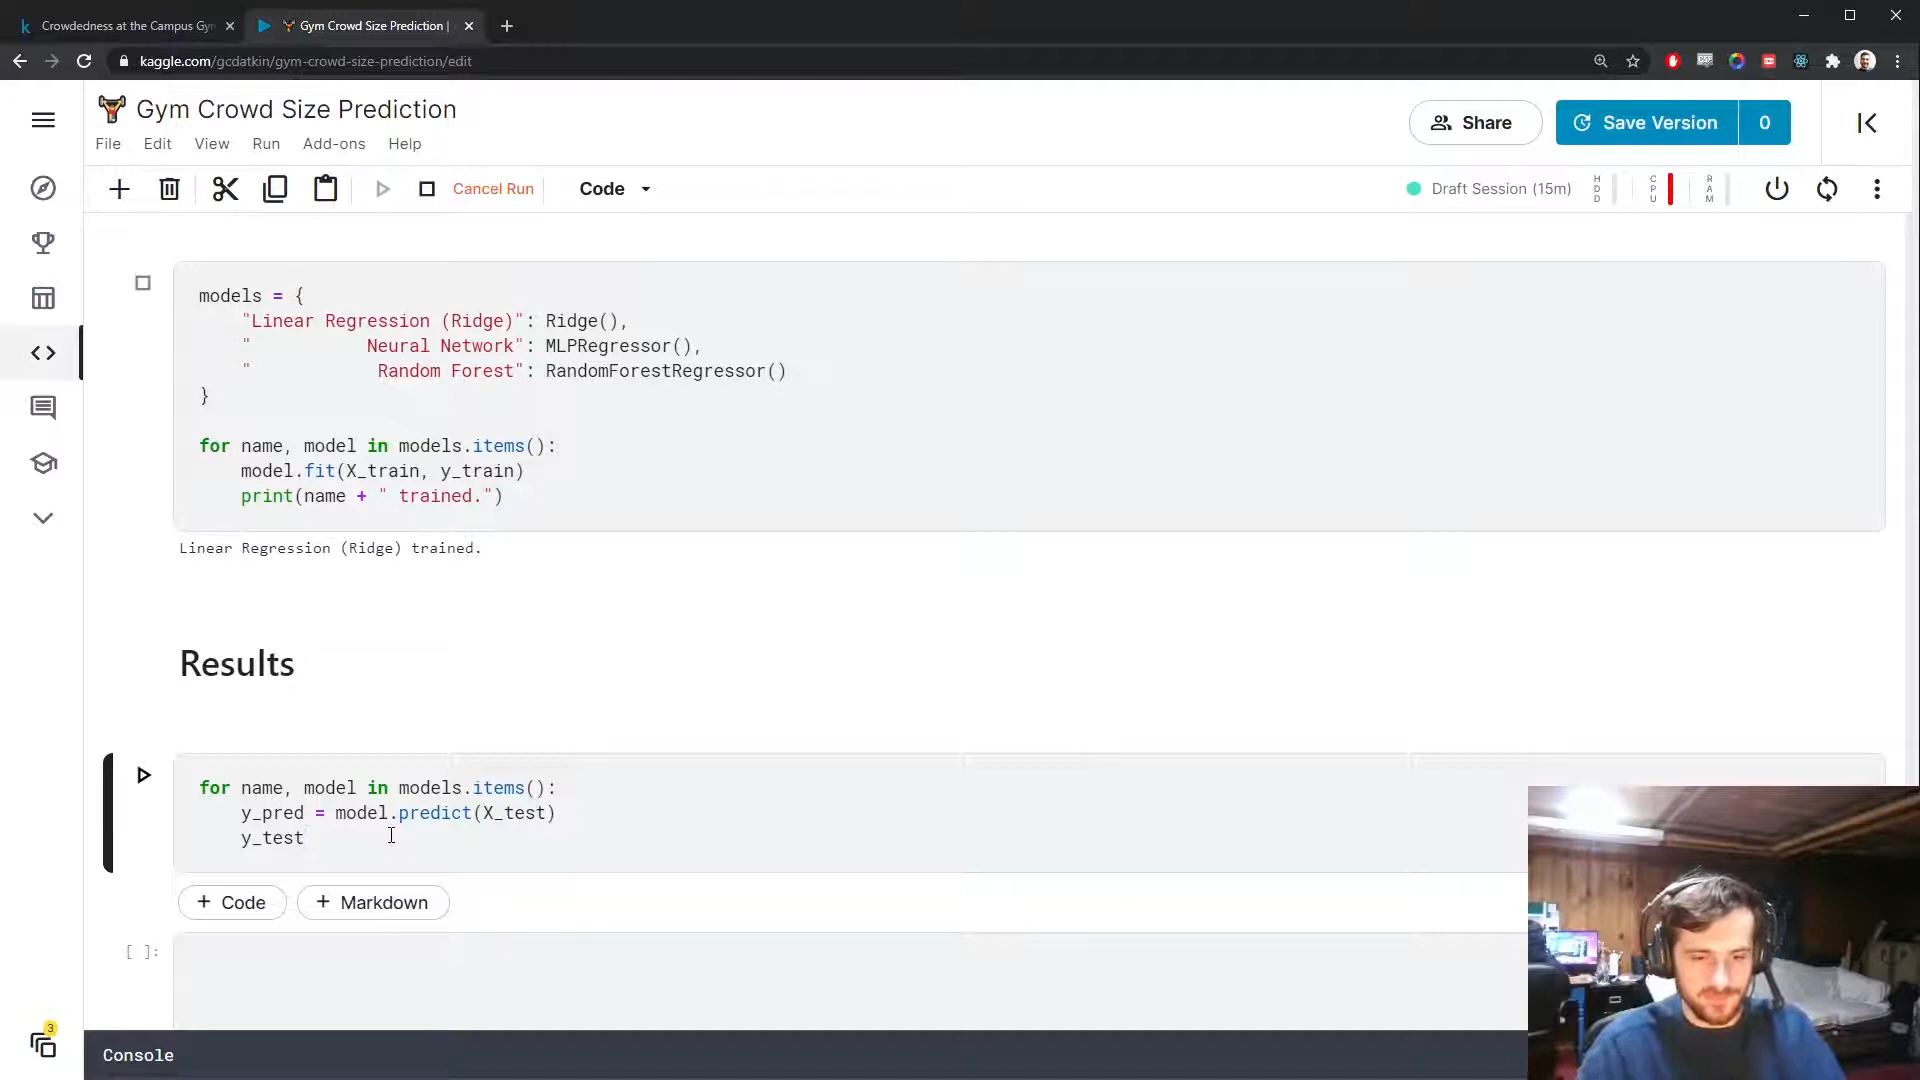 Crowdedness at the Campus Gy
Gym Crowd Size Prediction |
kaggle.com/gcdatkin/gym-crowd-size-prediction/edit
Gym Crowd Size Prediction
Share
Save Version
0
File Edit View Run Add-ons Help
Cancel Run
Code
Draft Session (15m)
HDD
CPU
RAM
models = {
    "Linear Regression (Ridge)": Ridge(),
    "           Neural Network": MLPRegressor(),
    "            Random Forest": RandomForestRegressor()
}
for name, model in models.items():
    model.fit(X_train, y_train)
    print(name + " trained.")
Linear Regression (Ridge) trained.
Results
for name, model in models.items():
    y_pred = model.predict(X_test)
    y_test
+ Code
+ Markdown
[ ]:
3
Console